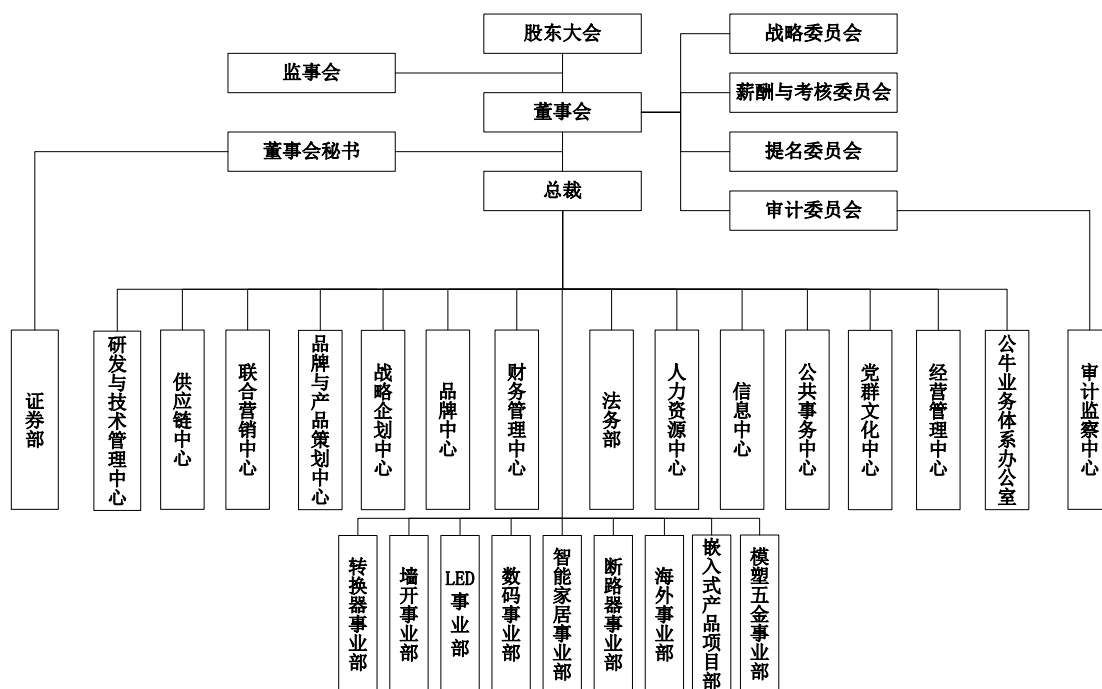 股东大会
战略委员会
监事会
薪酬与考核委员会
董事会
董事会秘书
提名委员会
总裁
审计委员会
证券部
研发与技术管理中心
供应链中心
联合营销中心
品牌与产品策划中心
战略企划中心
品牌中心
财务管理中心
法务部
人力资源中心
信息中心
公共事务中心
党群文化中心
经营管理中心
公牛业务体系办公室
审计监察中心
转换器事业部
墙开事业部
LED事业部
数码事业部
智能家居事业部
断路器事业部
海外事业部
嵌入式产品项目部
模塑五金事业部